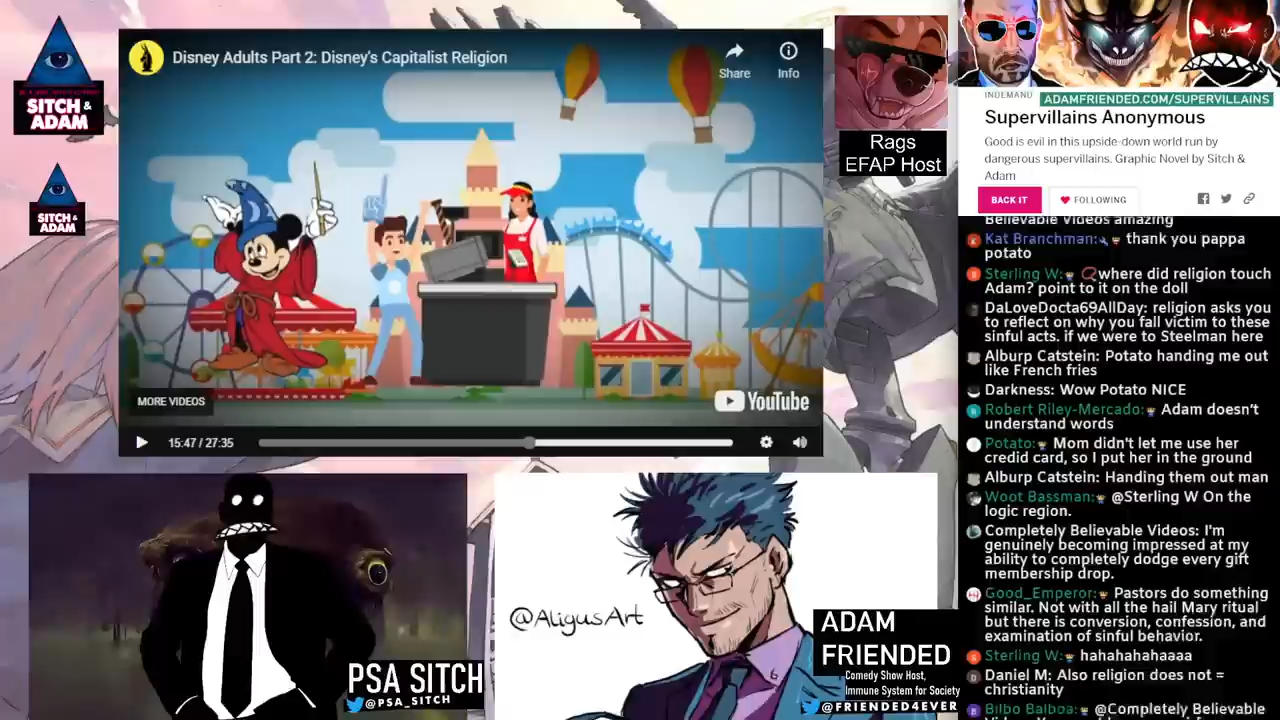 SITCH &
ADAM
SITCH &
ADAM
Disney Adults Part 2: Disney's Capitalist Religion
Share
Info
MORE VIDEOS
YouTube
15:47 / 27:35
Rags
EFAP Host
INDEMAND
ADAMFRIENDED.COM/SUPERVILLAINS
Supervillains Anonymous
Good is evil in this upside-down world run by
dangerous supervillains. Graphic Novel by Sitch &
Adam
BACK IT
FOLLOWING
Believable Videos amazing
Kat Branchman: thank you pappa
potato
Sterling W: where did religion touch
Adam? point to it on the doll
DaLoveDocta69AllDay: religion asks you
to reflect on why you fall victim to these
sinful acts. if we were to Steelman here
Alburp Catstein: Potato handing me out
like French fries
Darkness: Wow Potato NICE
Robert Riley-Mercado: Adam doesn't
understand words
Potato: Mom didn't let me use her
credid card, so I put her in the ground
Alburp Catstein: Handing them out man
Woot Bassman: @Sterling W On the
logic region.
Completely Believable Videos: I'm
genuinely becoming impressed at my
ability to completely dodge every gift
membership drop.
Good_Emperor: Pastors do something
similar. Not with all the hail Mary ritual
but there is conversion, confession, and
examination of sinful behavior.
Sterling W: hahahahahaaaa
Daniel M: Also religion does not =
christianity
Bilbo Balboa: @Completely Believable
PSA SITCH
@PSA_SITCH
@AligusArt
ADAM
FRIENDED
Comedy Show Host,
Immune System for Society
@FRIENDED4EVER